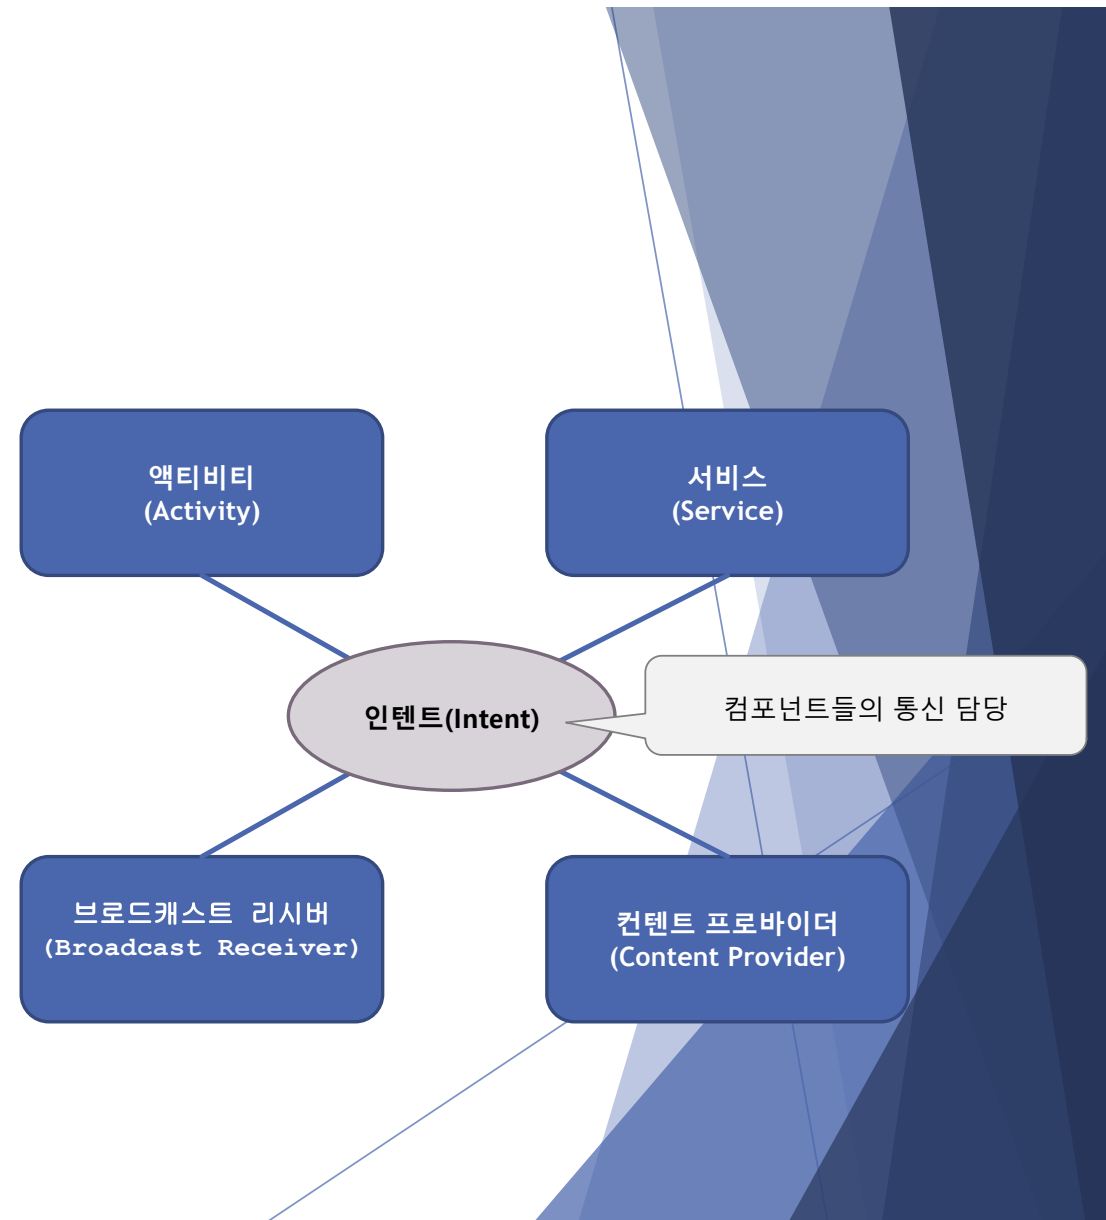 액티비티
(Activity)
서비스
(Service)
인텐트(Intent)
컴포넌트들의 통신 담당
브로드캐스트 리시버
(Broadcast Receiver)
컨텐트 프로바이더
(Content Provider)